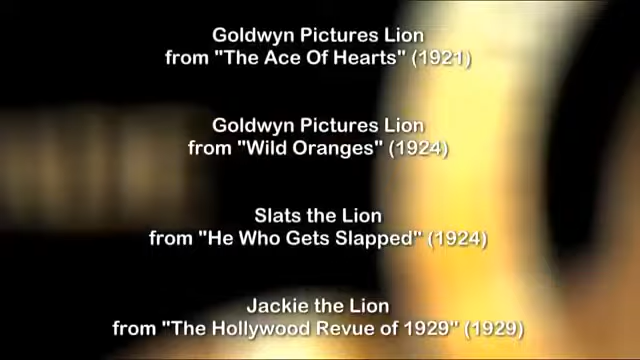 Goldwyn Pictures Lion
from "The Ace Of Hearts" (1921)
Goldwyn Pictures Lion
from "Wild Oranges" (1924)
Slats the Lion
from "He Who Gets Slapped" (1924)
Jackie the Lion
from "The Hollywood Revue of 1929" (1929)